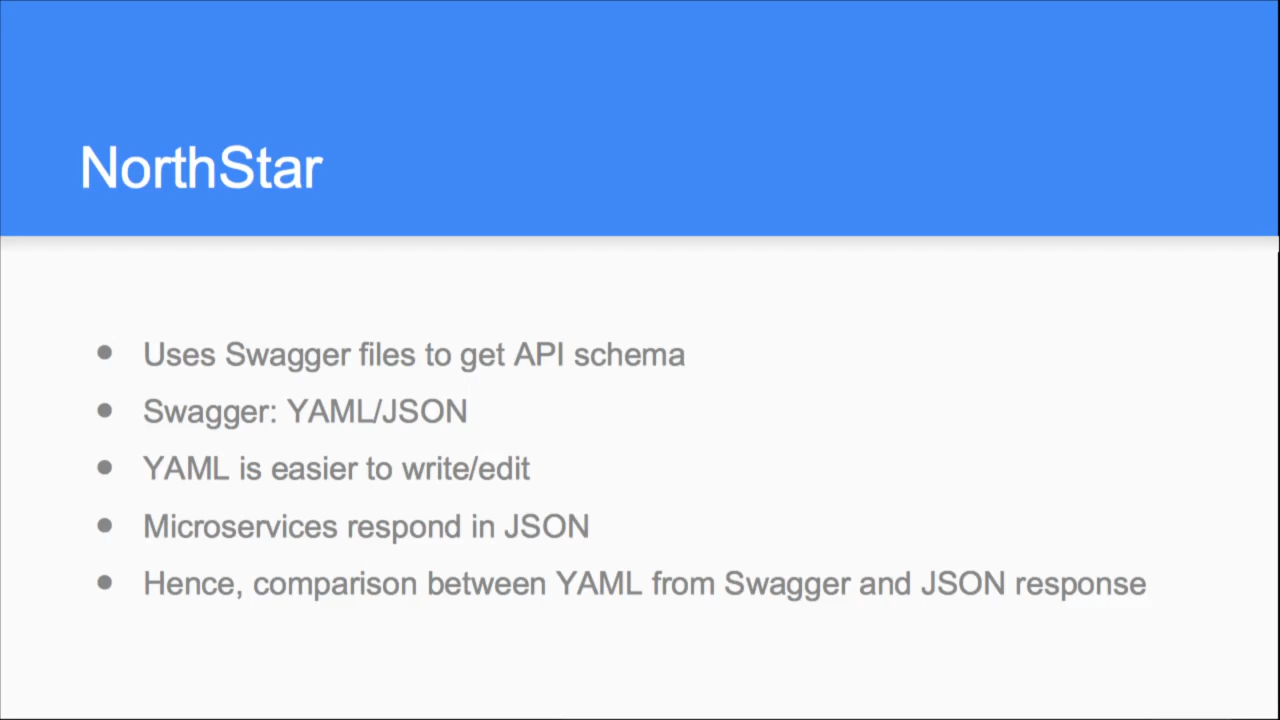 NorthStar
Uses Swagger files to get API schema
Swagger: YAML/JSON
YAML is easier to write/edit
Microservices respond in JSON
Hence, comparison between YAML from Swagger and JSON response